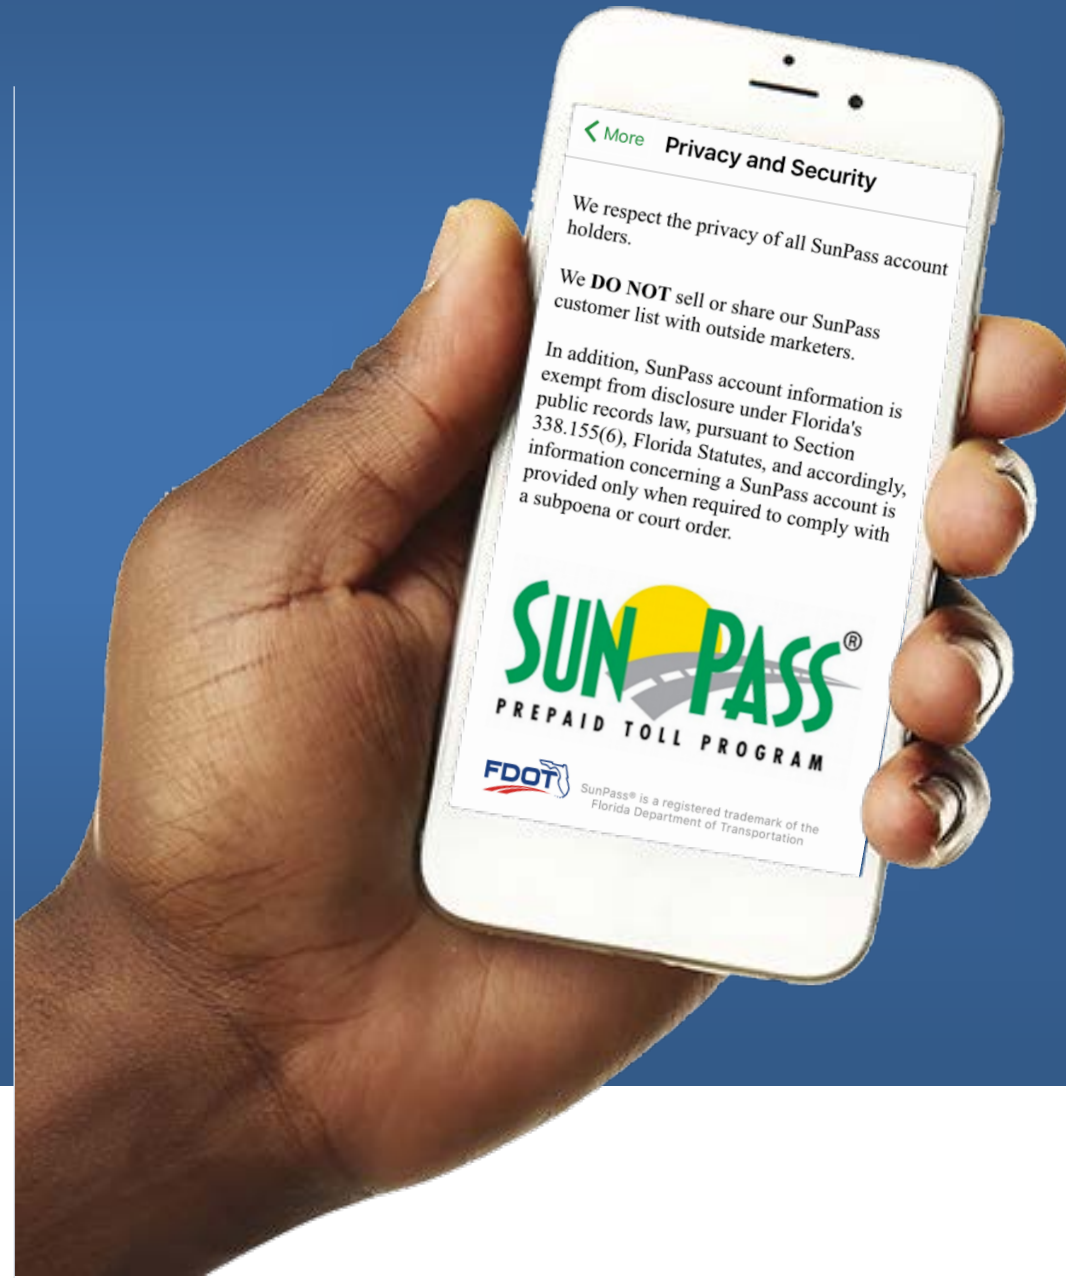 More Privacy and Security
We respect the privacy of all SunPass account
holders.
We DO NOT sell or share our SunPass
customer list with outside marketers.
In addition, SunPass account information is
exempt from disclosure under Florida's
public records law, pursuant to Section
338.155(6), Florida Statutes, and accordingly,
information concerning a SunPass account is
provided only when required to comply with
a subpoena or court order.
SUN PASS®
PREPAID TOLL PROGRAM
FDOT
SunPass® is a registered trademark of the
Florida Department of Transportation